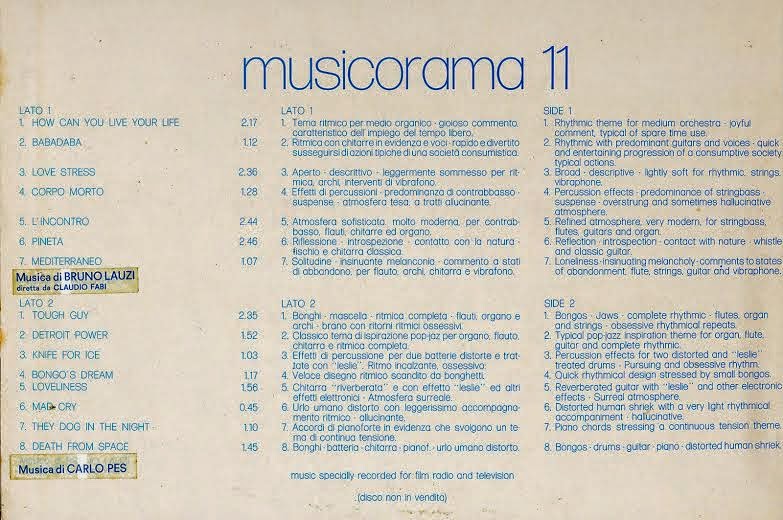 musicorama 11
LATO 1
1. HOW CAN YOU LIVE YOUR LIFE 2.17
2. BABADABA 1.12
3. LOVE STRESS 2.36
4. CORPO MORTO 1.28
5. L'INCONTRO 2.44
6. PINETA 2.46
7. MEDITERRANEO 1.07
Musica di BRUNO LAUZI
diretta da CLAUDIO FABI
LATO 2
1. TOUGH GUY 2.35
2. DETROIT POWER 1.52
3. KNIFE FOR ICE 1.03
4. BONGO'S DREAM 1.17
5. LOVELINESS 1.56
6. MAD CRY 0.45
7. THEY DOG IN THE NIGHT 1.10
8. DEATH FROM SPACE 1.45
Musica di CARLO PES
LATO 1
1. Tema ritmico per medio organico · gioioso commento,
caratteristico dell'impiego del tempo libero.
2. Ritmica con chitarre in evidenza e voci · rapido e divertito
susseguirsi di azioni tipiche di una società consumistica.
3. Aperto · descrittivo · leggermente sommesso per rit-
mica, archi, interventi di vibrafono.
4. Effetti di percussioni · predominanza di contrabbasso ·
suspense · atmosfera tesa, a tratti allucinante.
5. Atmosfera sofisticata, molto moderna, per contrab-
basso, flauti, chitarre ed organo.
6. Riflessione · introspezione · contatto con la natura ·
fischio e chitarra classica.
7. Solitudine · insinuante melanconia · commento a stati
di abbandono, per flauto, archi, chitarra e vibrafono.
LATO 2
1. Bonghi · mascella · ritmica completa · flauti, organo e
archi · brano con ritorni ritmici ossessivi.
2. Classico tema di ispirazione pop-jaz per organo, flauto,
chitarra e ritmica completa.
3. Effetti di percussione per due batterie distorte e trat-
tate con "leslie". Ritmo incalzante, ossessivo.
4. Veloce disegno ritmico scandito da bonghetti.
5. Chitarra "riverberata" e con effetto "leslie" ed altri
effetti elettronici · Atmosfera surreale.
6. Urlo umano distorto con leggerissimo accompagna-
mento ritmico · allucinante.
7. Accordi di pianoforte in evidenza che svolgono un te-
ma di continua tensione.
8. Bonghi · batteria · chitarra · pianof. · urlo umano distorto.
SIDE 1
1. Rhythmic theme for medium orchestra · joyful
comment, typical of spare time use.
2. Rhythmic with predominant guitars and voices · quick
and entertaining progression of a consumptive society
typical actions.
3. Broad · descriptive · lightly soft for rhythmic, strings,
vibraphone.
4. Percussion effects · predominance of stringbass ·
suspense · overstrung and sometimes hallucinative
atmosphere.
5. Refined atmosphere, very modern, for stringbass,
flutes, guitars and organ.
6. Reflection · introspection · contact with nature · whistle
and classic guitar.
7. Loneliness · insinuating melancholy · comments to states
of abandonment, flute, strings, guitar and vibraphone.
SIDE 2
1. Bongos · Jaws · complete rhythmic · flutes, organ
and strings · obsessive rhythmical repeats.
2. Typical pop-jazz inspiration theme for organ, flute,
guitar and complete rhythmic.
3. Percussion effects for two distorted and "leslie"
treated drums · Pursuing and obsessive rhythm.
4. Quick rhythmical design stressed by small bongos.
5. Reverberated guitar with "leslie" and other electronic
effects · Surreal atmosphere.
6. Distorted human shriek with a very light rhythmical
accompaniment · hallucinative.
7. Piano chords stressing a continuous tension theme.
8. Bongos · drums · guitar · piano · distorted human shriek.
music specially recorded for film radio and television
(disco non in vendita)